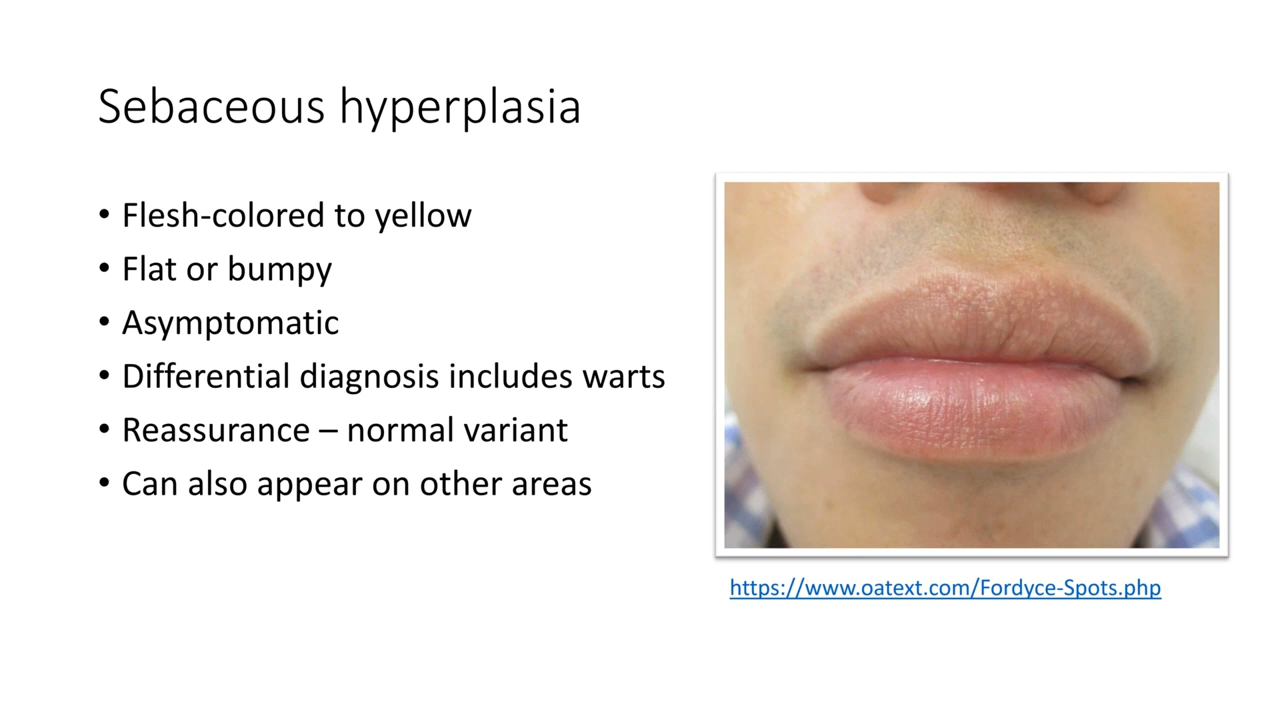 Sebaceous hyperplasia
• Flesh-colored to yellow
• Flat or bumpy
• Asymptomatic
• Differential diagnosis includes warts
• Reassurance – normal variant
• Can also appear on other areas
https://www.oatext.com/Fordyce-Spots.php